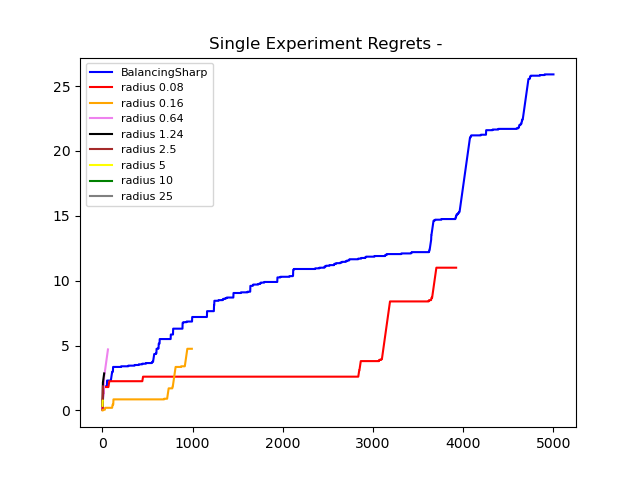 Single Experiment Regrets -
BalancingSharp
radius 0.08
radius 0.16
radius 0.64
radius 1.24
radius 2.5
radius 5
radius 10
radius 25
25
20
15
10
5
0
0 1000 2000 3000 4000 5000